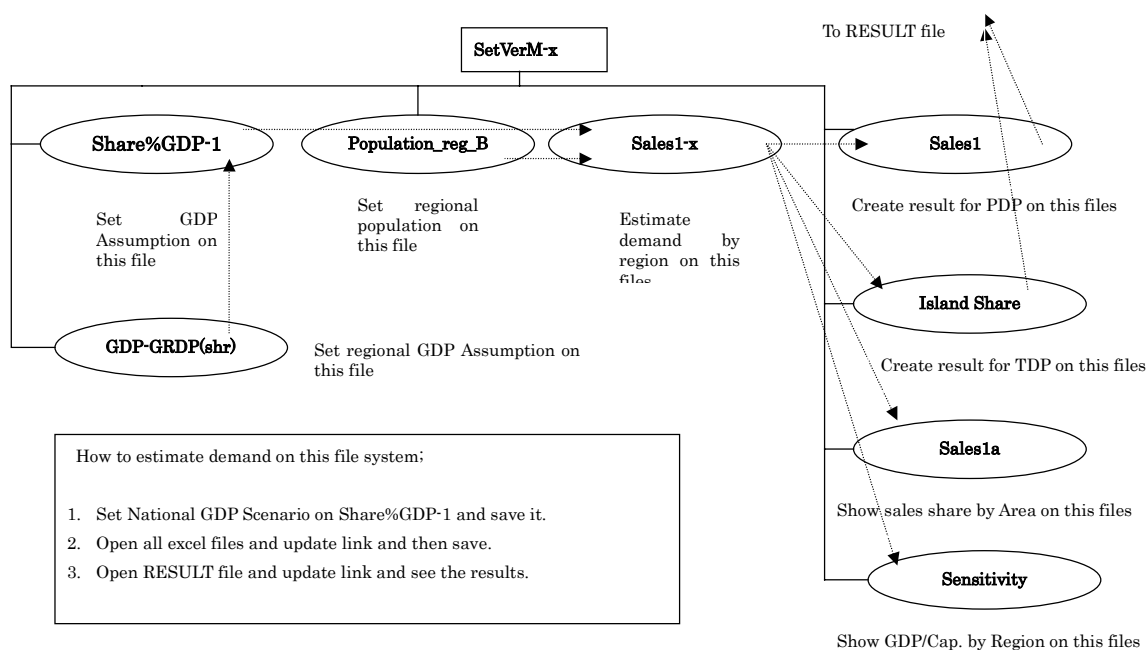 To RESULT file
SetVerM-x
Share%GDP-1
Population_reg_B
Sales1-x
Sales1
Set GDP
Assumption on
this file
Set regional
population on
this file
Estimate
demand by
region on this
files
Create result for PDP on this files
Island Share
GDP-GRDP(shr)
Set regional GDP Assumption on
this file
Create result for TDP on this files
How to estimate demand on this file system;
1. Set National GDP Scenario on Share%GDP-1 and save it.
2. Open all excel files and update link and then save.
3. Open RESULT file and update link and see the results.
Sales1a
Show sales share by Area on this files
Sensitivity
Show GDP/Cap. by Region on this files